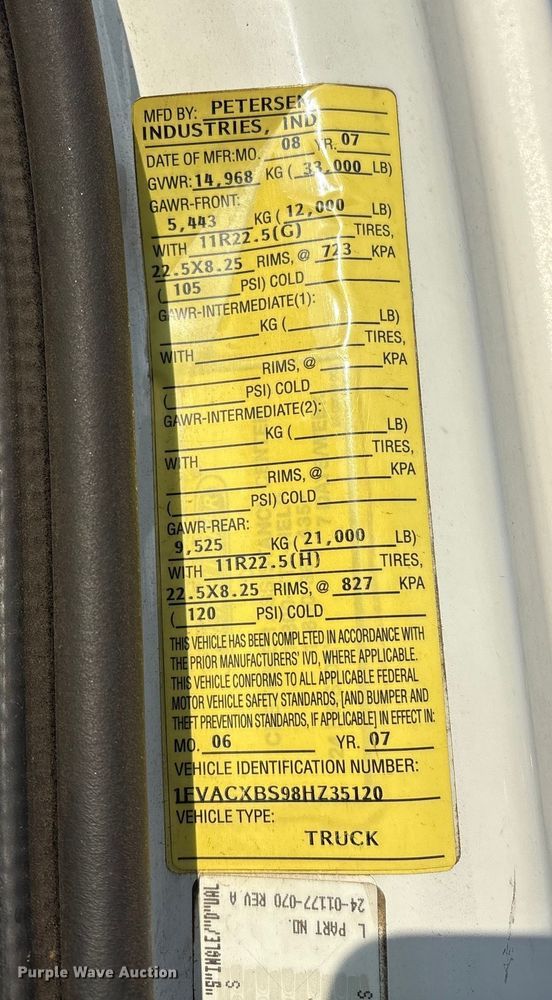 MFD BY: PETERSEN
INDUSTRIES, IND
DATE OF MFR:MO. 08 YR. 07
GVWR: 14,968 KG ( 33,000 LB)
GAWR-FRONT:
5,443 KG ( 12,000 LB)
WITH 11R22.5(G) TIRES,
22.5X8.25 RIMS, @ 723 KPA
( 105 PSI) COLD
GAWR-INTERMEDIATE(1):
KG ( LB)
WITH TIRES,
RIMS, @ KPA
( PSI) COLD
GAWR-INTERMEDIATE(2):
KG ( LB)
WITH TIRES,
RIMS, @ KPA
( PSI) COLD
GAWR-REAR:
9,525 KG ( 21,000 LB)
WITH 11R22.5(H) TIRES,
22.5X8.25 RIMS, @ 827 KPA
( 120 PSI) COLD
THIS VEHICLE HAS BEEN COMPLETED IN ACCORDANCE WITH
THE PRIOR MANUFACTURERS' IVD, WHERE APPLICABLE.
THIS VEHICLE CONFORMS TO ALL APPLICABLE FEDERAL
MOTOR VEHICLE SAFETY STANDARDS, [AND BUMPER AND
THEFT PREVENTION STANDARDS, IF APPLICABLE] IN EFFECT IN:
MO. 06 YR. 07
VEHICLE IDENTIFICATION NUMBER:
1FVACXBS98HZ35120
VEHICLE TYPE:
TRUCK
24-01177-070 REV A
L PART NO.
"S"INGLE/"D"UAL
S
S
Purple Wave Auction